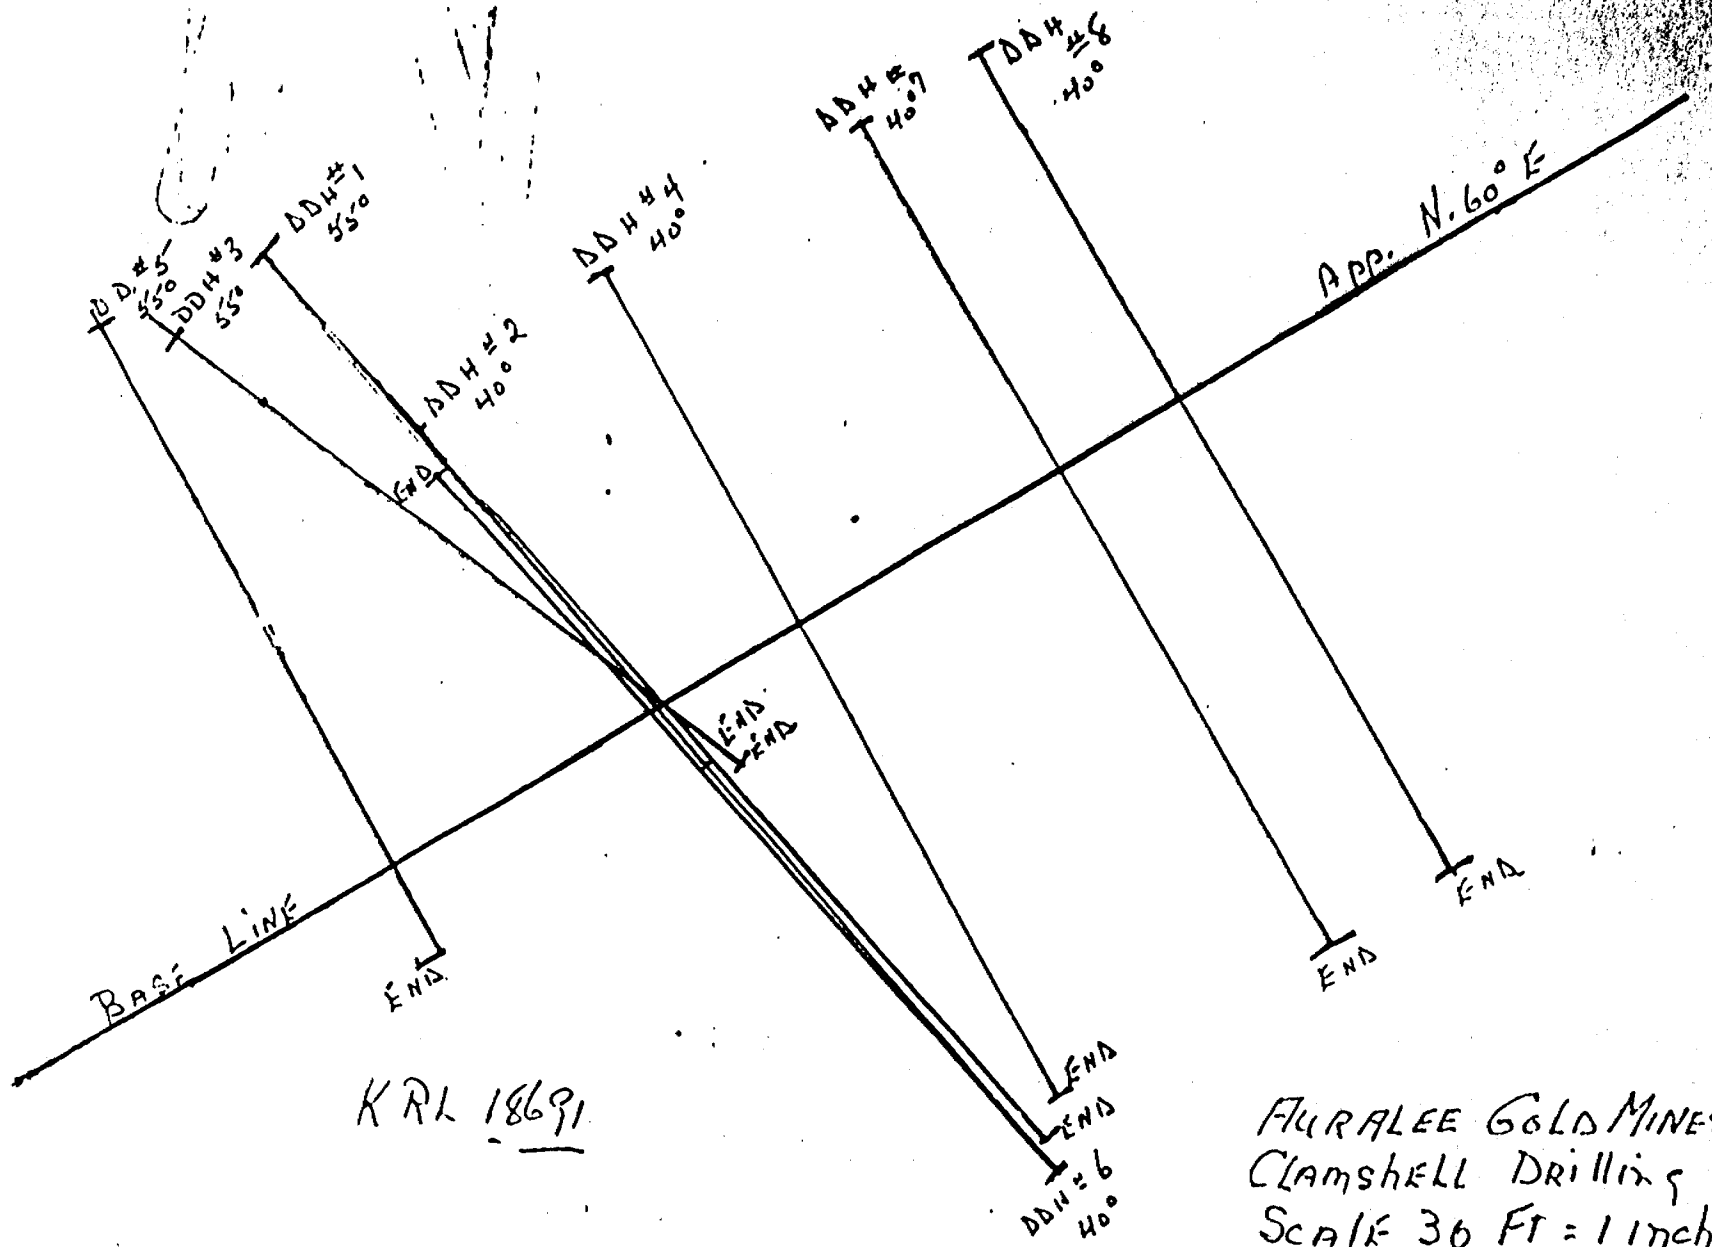 DDH #8
40°
DDH #7
40°
App. N. 60° E
DDH #1
55°
DDH #4
40°
DDH #3
55°
D.D. #5
55°
DDH #2
40°
END
END
END
END
END
BASE LINE
END
END
END
DDH #6
40°
KRL 18691
AURALEE GOLD MINES
CLAMSHELL DRilling
SCALE 30 FT = 1 inch